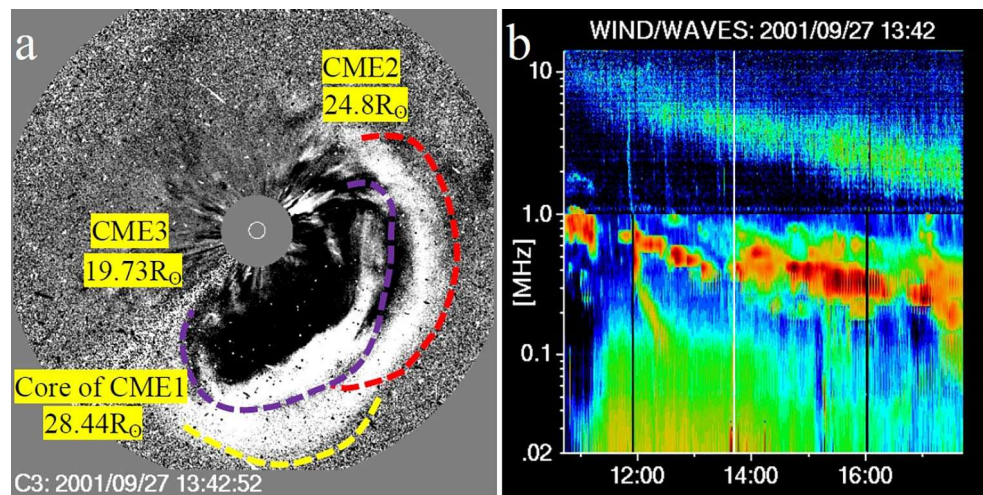 a
CME2
24.8R⊙
CME3
19.73R⊙
Core of CME1
28.44R⊙
C3: 2001/09/27 13:42:52
b
WIND/WAVES: 2001/09/27 13:42
10
1.0
[MHz]
0.1
.02
12:00 14:00 16:00